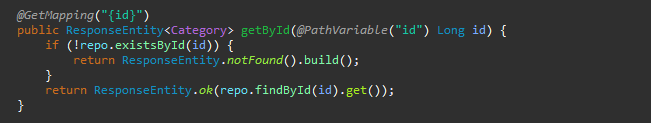 @GetMapping("{id}")
public ResponseEntity<Category> getById(@PathVariable("id") Long id) {
    if (!repo.existsById(id)) {
        return ResponseEntity.notFound().build();
    }
    return ResponseEntity.ok(repo.findById(id).get());
}